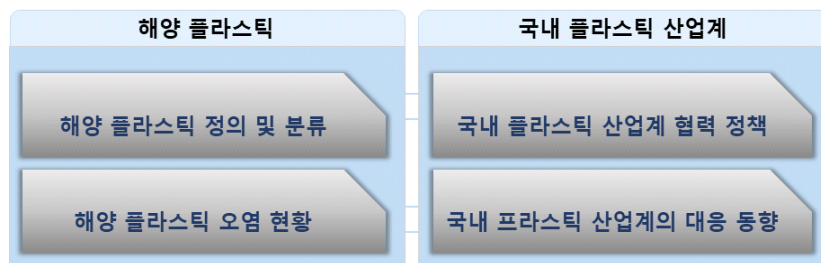 해양 플라스틱
국내 플라스틱 산업계
해양 플라스틱 정의 및 분류
국내 플라스틱 산업계 협력 정책
해양 플라스틱 오염 현황
국내 프라스틱 산업계의 대응 동향